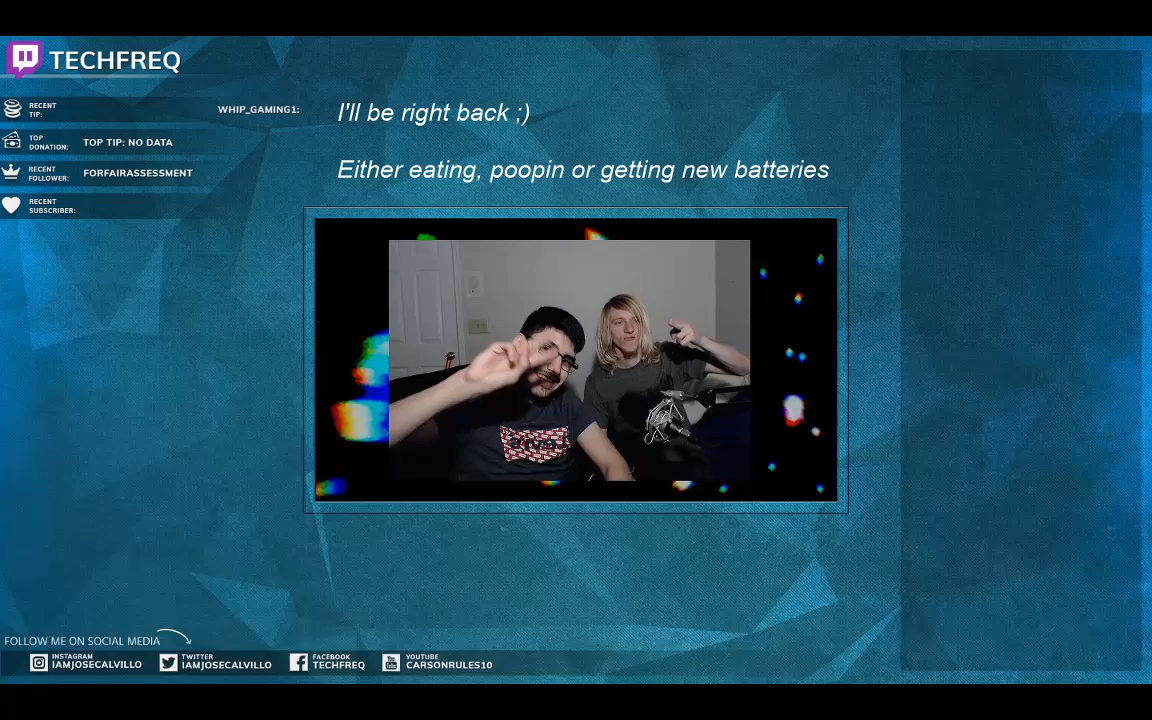 TECHFREQ
RECENT
TIP:
WHIP_GAMING1:
TOP
DONATION:
TOP TIP: NO DATA
RECENT
FOLLOWER:
FORFAIRASSESSMENT
RECENT
SUBSCRIBER:
I'll be right back ;)
Either eating, poopin or getting new batteries
FOLLOW ME ON SOCIAL MEDIA
INSTAGRAM
IAMJOSECALVILLO
TWITTER
IAMJOSECALVILLO
FACEBOOK
TECHFREQ
YOUTUBE
CARSONRULES10